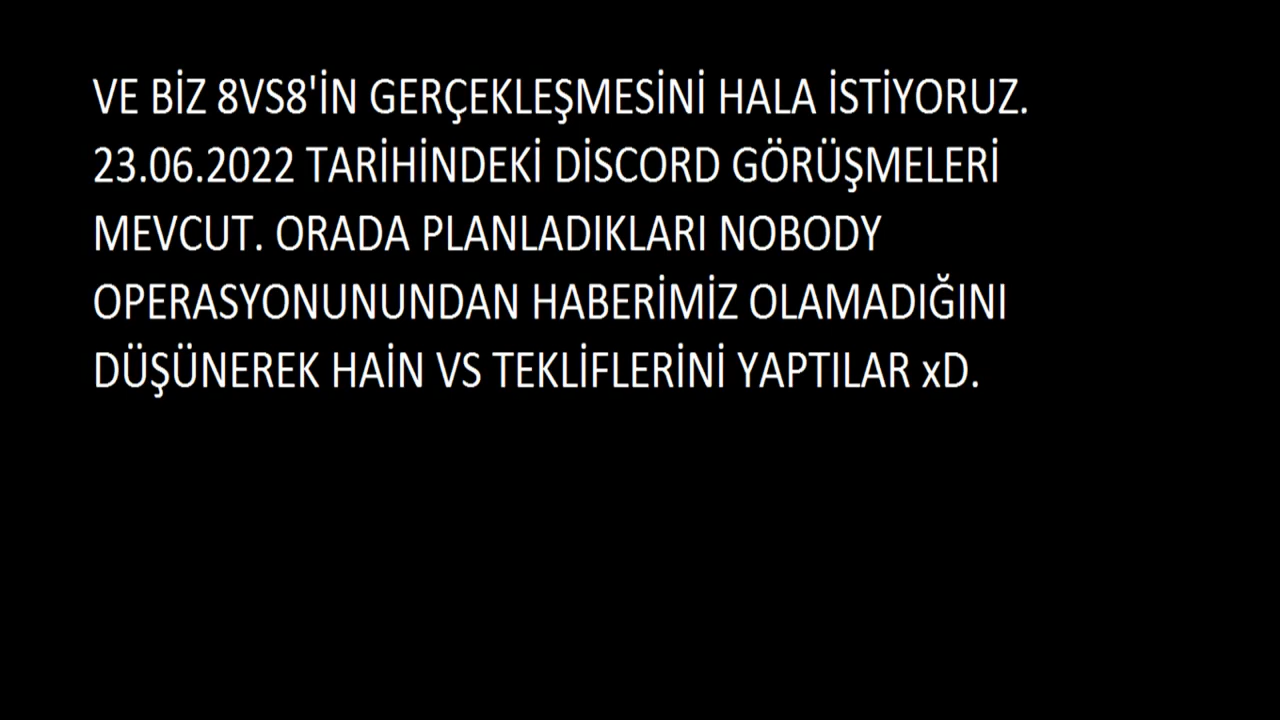 VE BİZ 8VS8'İN GERÇEKLEŞMESİNİ HALA İSTİYORUZ.
23.06.2022 TARİHİNDEKİ DİSCORD GÖRÜŞMELERİ
MEVCUT. ORADA PLANLADIKLARI NOBODY
OPERASYONUNUNDAN HABERİMİZ OLAMADIĞINI
DÜŞÜNEREK HAİN VS TEKLİFLERİNİ YAPTILAR xD.